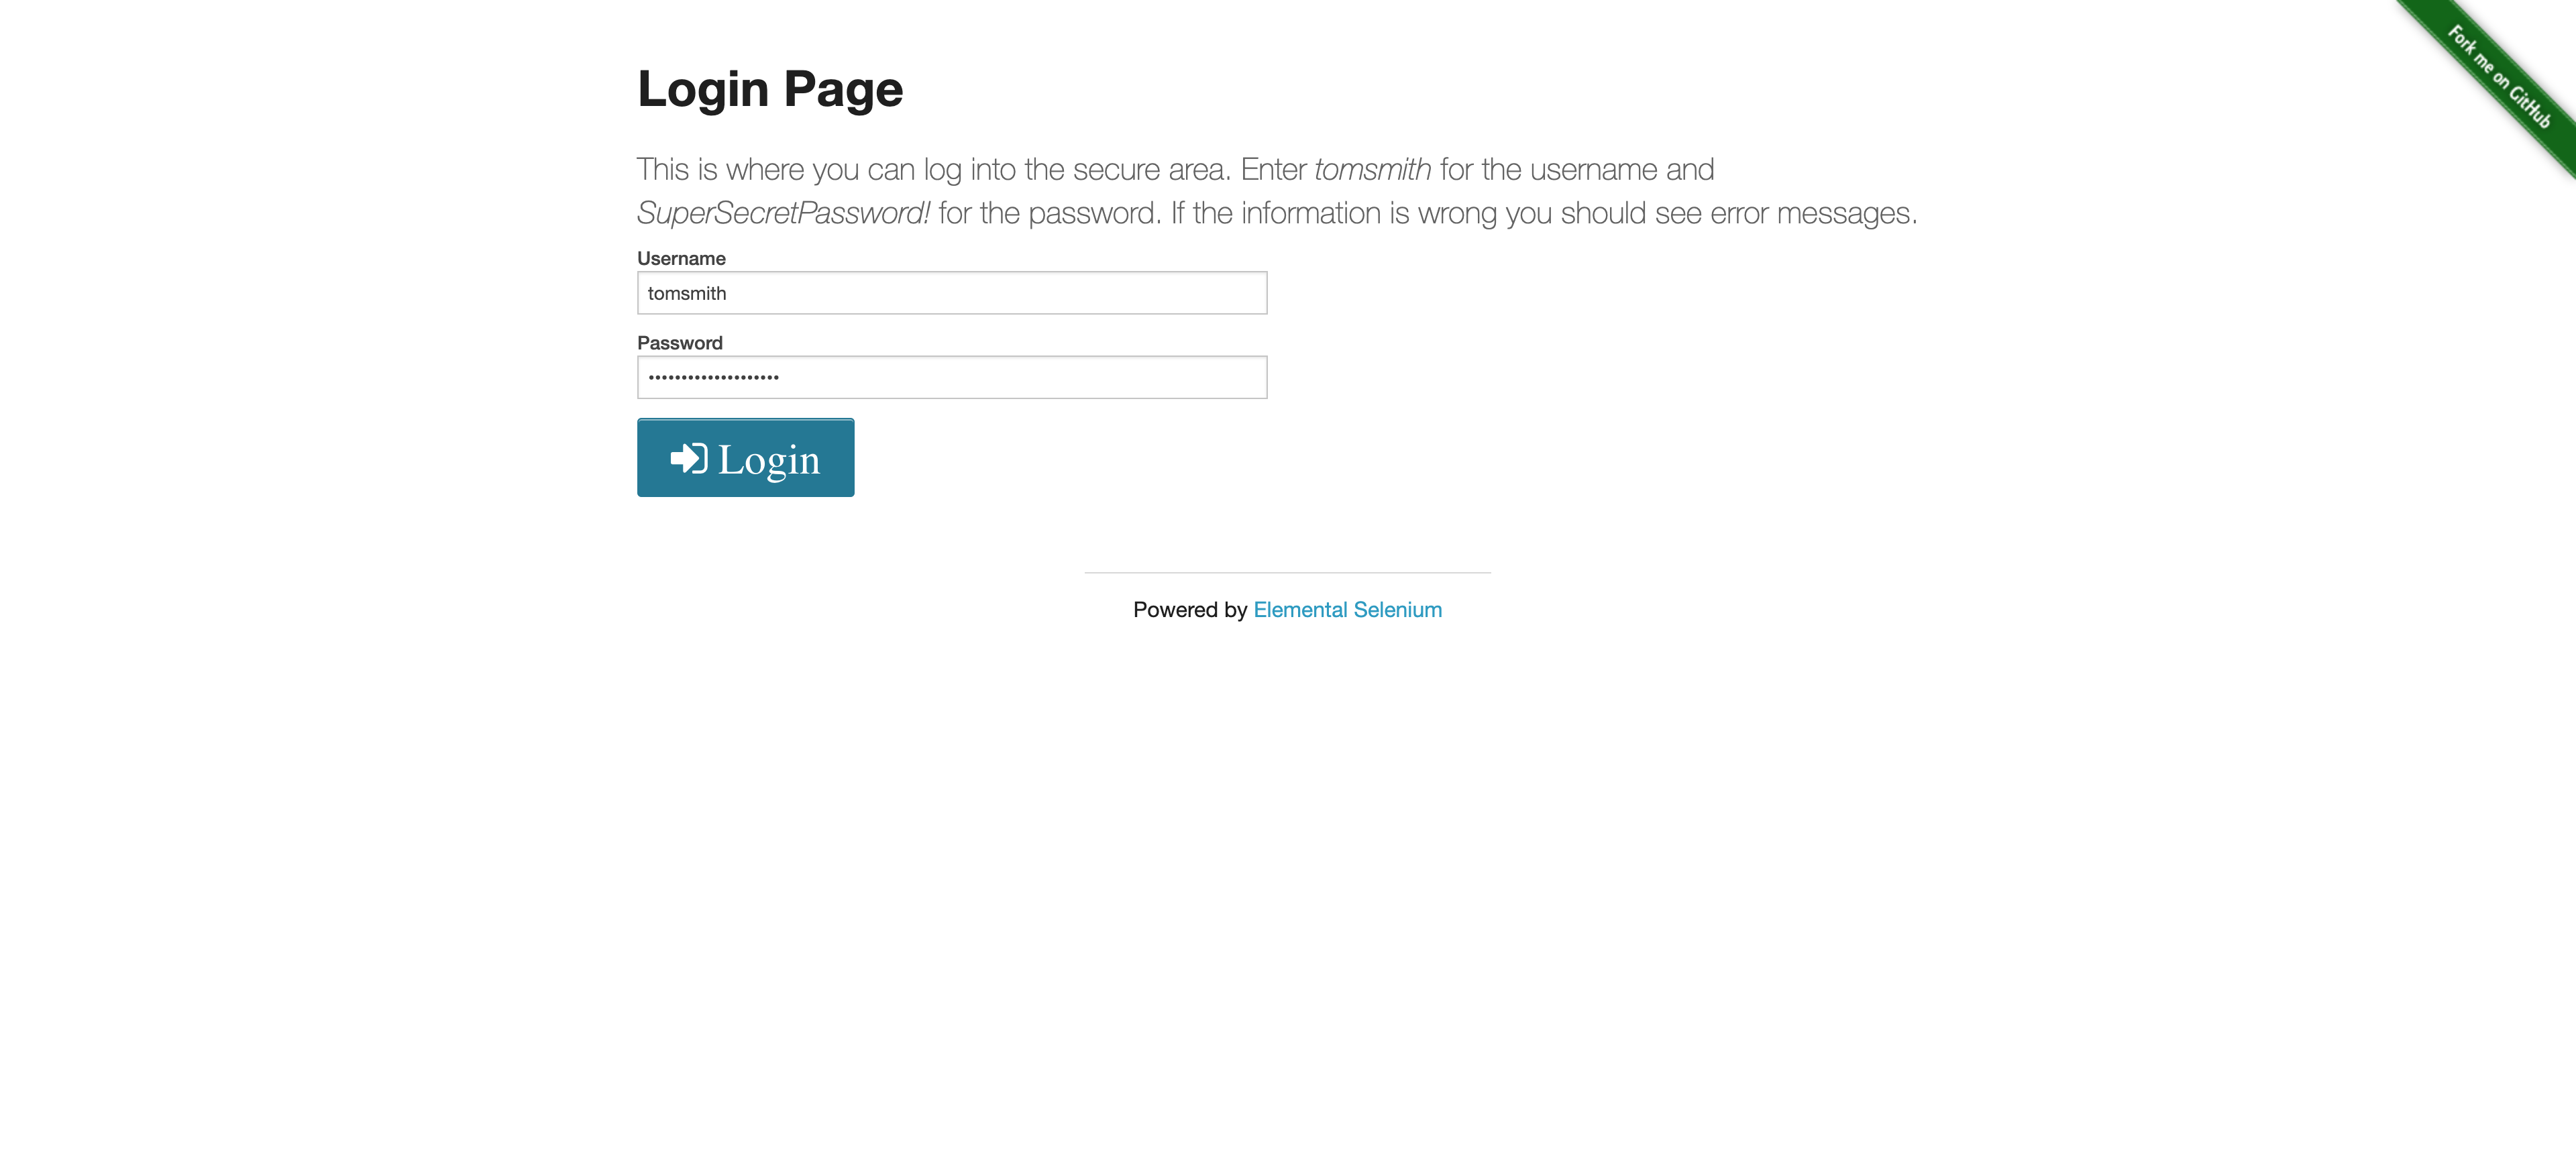 Fork me on GitHub
Login Page
This is where you can log into the secure area. Enter tomsmith for the username and
SuperSecretPassword! for the password. If the information is wrong you should see error messages.
Username
tomsmith
Password
••••••••••••••••••••
Login
Powered by Elemental Selenium